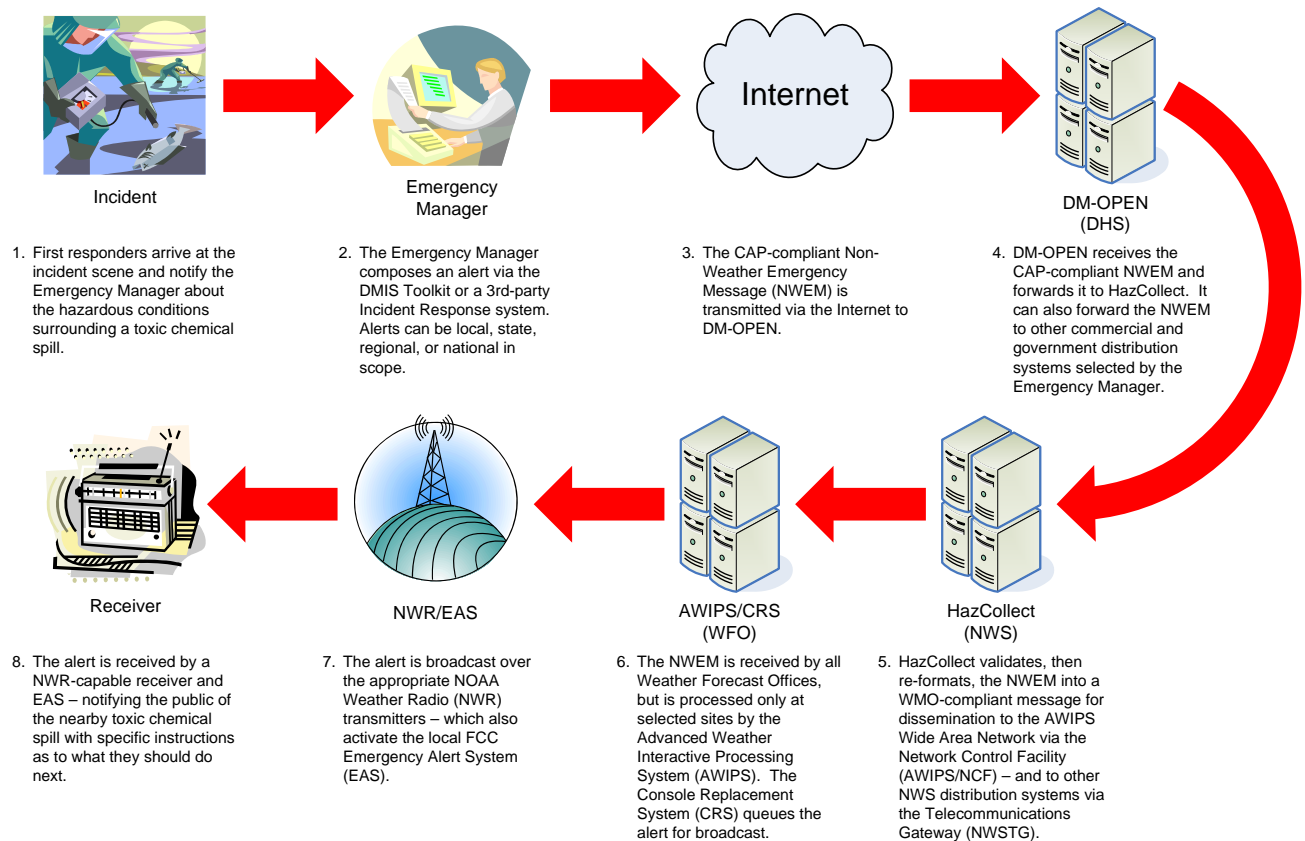 Internet
Incident
Emergency
Manager
DM-OPEN
(DHS)
1. First responders arrive at the
incident scene and notify the
Emergency Manager about
the hazardous conditions
surrounding a toxic chemical
spill.
2. The Emergency Manager
composes an alert via the
DMIS Toolkit or a 3rd-party
Incident Response system.
Alerts can be local, state,
regional, or national in
scope.
3. The CAP-compliant Non-
Weather Emergency
Message (NWEM) is
transmitted via the Internet to
DM-OPEN.
4. DM-OPEN receives the
CAP-compliant NWEM and
forwards it to HazCollect. It
can also forward the NWEM
to other commercial and
government distribution
systems selected by the
Emergency Manager.
HazCollect
(NWS)
5. HazCollect validates, then
re-formats, the NWEM into a
WMO-compliant message for
dissemination to the AWIPS
Wide Area Network via the
Network Control Facility
(AWIPS/NCF) – and to other
NWS distribution systems via
the Telecommunications
Gateway (NWSTG).
AWIPS/CRS
(WFO)
6. The NWEM is received by all
Weather Forecast Offices,
but is processed only at
selected sites by the
Advanced Weather
Interactive Processing
System (AWIPS). The
Console Replacement
System (CRS) queues the
alert for broadcast.
NWR/EAS
7. The alert is broadcast over
the appropriate NOAA
Weather Radio (NWR)
transmitters – which also
activate the local FCC
Emergency Alert System
(EAS).
Receiver
8. The alert is received by a
NWR-capable receiver and
EAS – notifying the public of
the nearby toxic chemical
spill with specific instructions
as to what they should do
next.